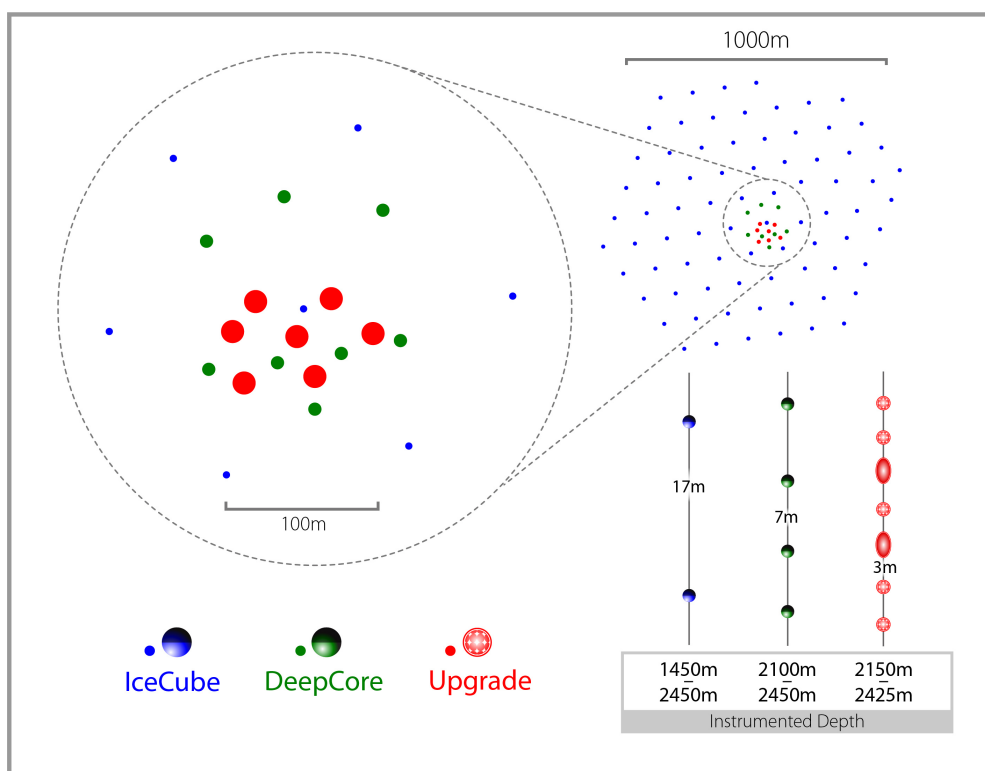 1000m
100m
17m
7m
3m
IceCube
DeepCore
Upgrade
1450m
–
2450m
2100m
–
2450m
2150m
–
2425m
Instrumented Depth